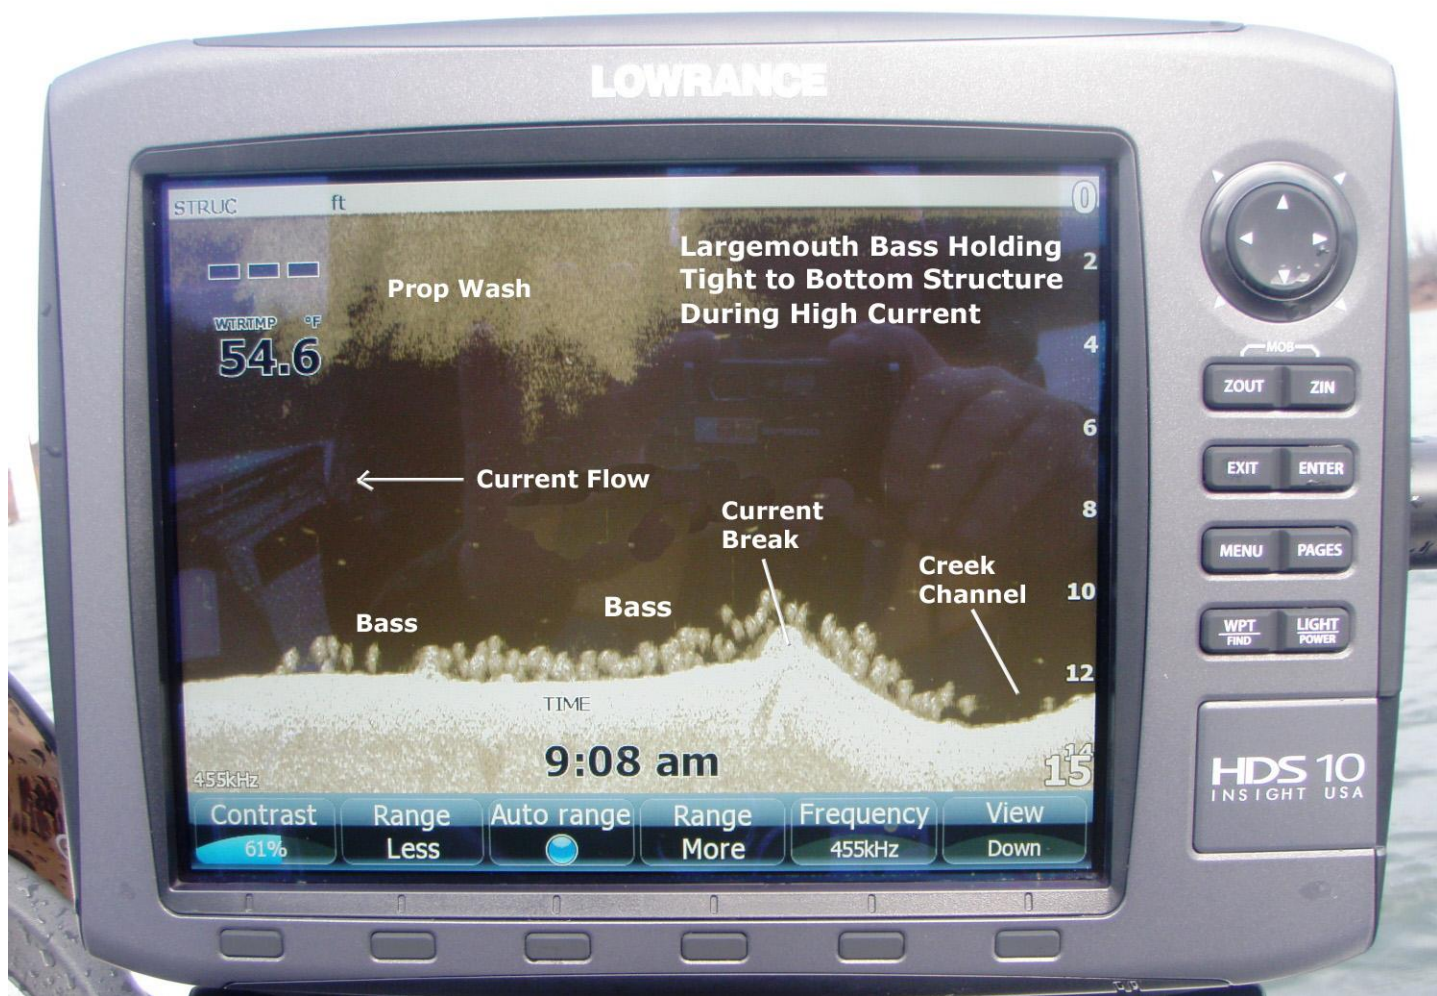 LOWRANCE
STRUC
ft
0
Largemouth Bass Holding
Tight to Bottom Structure
During High Current
2
Prop Wash
WTRTMP °F
54.6
4
MOB
ZOUT
ZIN
6
EXIT
ENTER
Current Flow
8
Current
Break
MENU
PAGES
Creek
Channel
10
Bass
Bass
WPT
FIND
LIGHT
POWER
12
TIME
9:08 am
14
15
455kHz
HDS 10
INSIGHT USA
Contrast
61%
Range
Less
Auto range
Range
More
Frequency
455kHz
View
Down